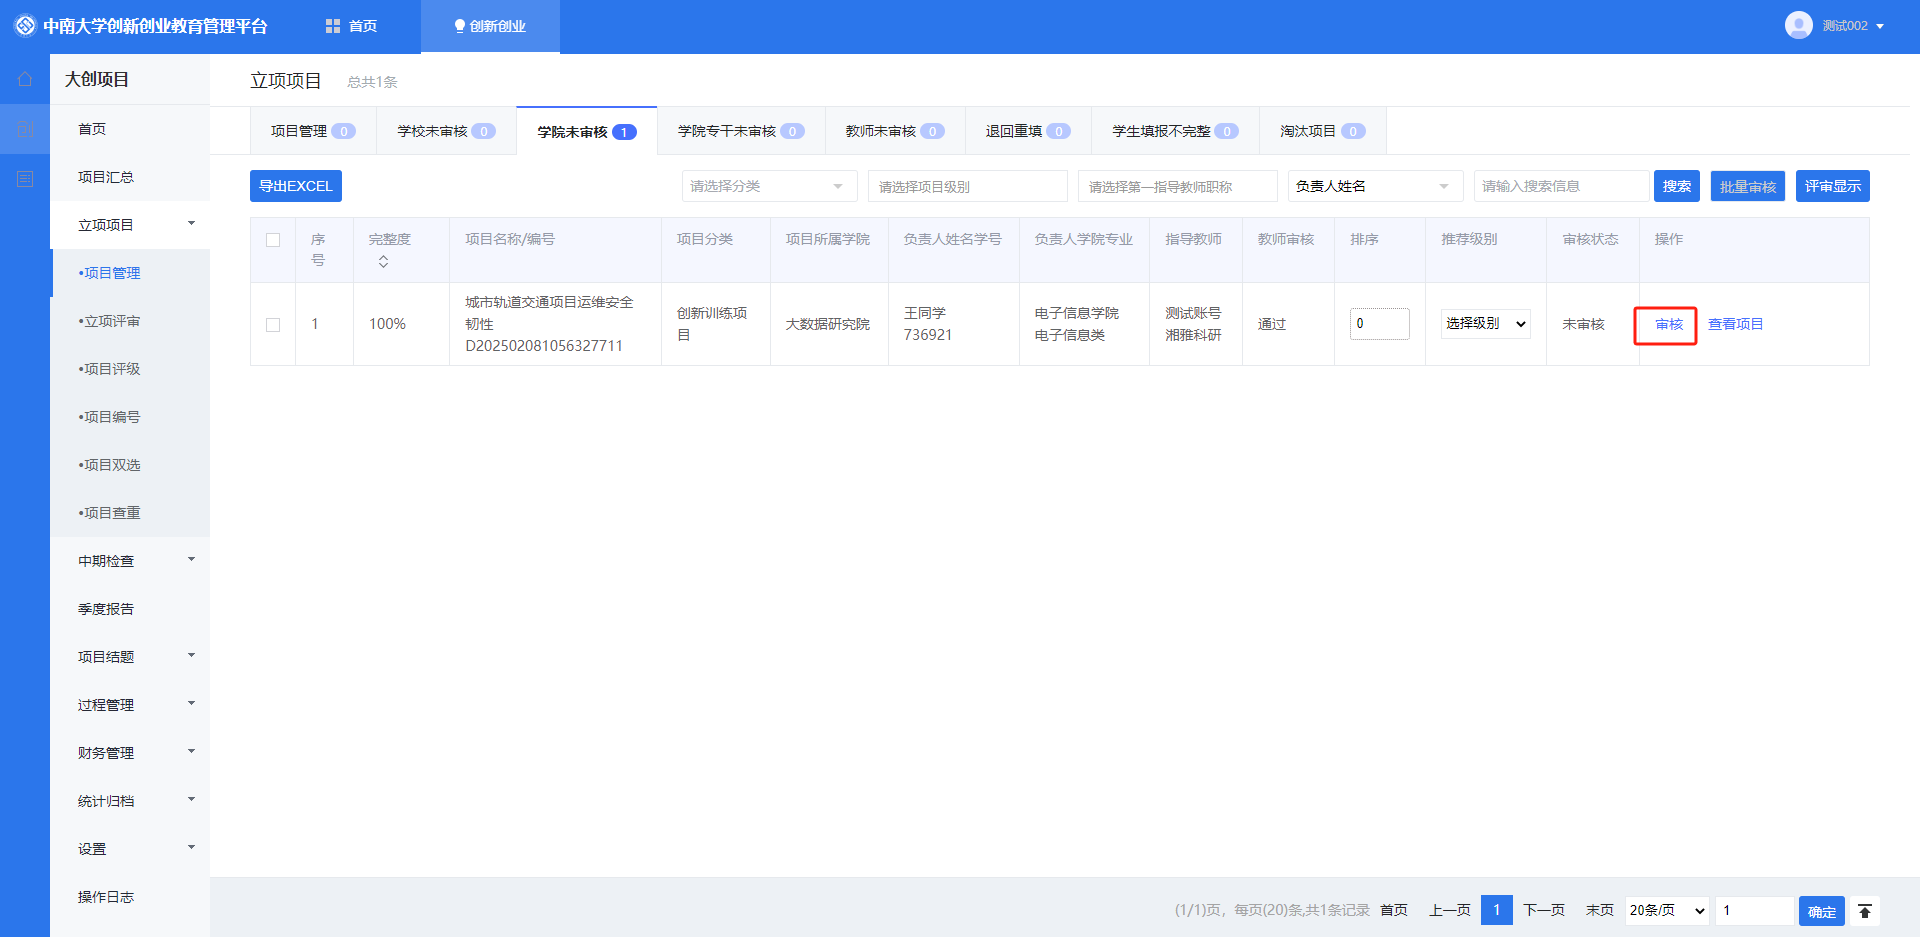 中南大学创新创业教育管理平台
首页
创新创业
测试002
大创项目
首页
项目汇总
立项项目
•项目管理
•立项评审
•项目评级
•项目编号
•项目双选
•项目查重
中期检查
季度报告
项目结题
过程管理
财务管理
统计归档
设置
操作日志
立项项目 总共1条
项目管理 0
学校未审核 0
学院未审核 1
学院专干未审核 0
教师未审核 0
退回重填 0
学生填报不完整 0
淘汰项目 0
导出EXCEL
请选择分类
请选择项目级别
请选择第一指导教师职称
负责人姓名
请输入搜索信息
搜索
批量审核
评审显示
序号
完整度
项目名称/编号
项目分类
项目所属学院
负责人姓名学号
负责人学院专业
指导教师
教师审核
排序
推荐级别
审核状态
操作
1
100%
城市轨道交通项目运维安全
韧性
D202502081056327711
创新训练项
目
大数据研究院
王同学
736921
电子信息学院
电子信息类
测试账号
湘雅科研
通过
0
选择级别
未审核
审核
查看项目
(1/1)页，每页(20)条,共1条记录 首页 上一页 1 下一页 末页 20条/页 1 确定